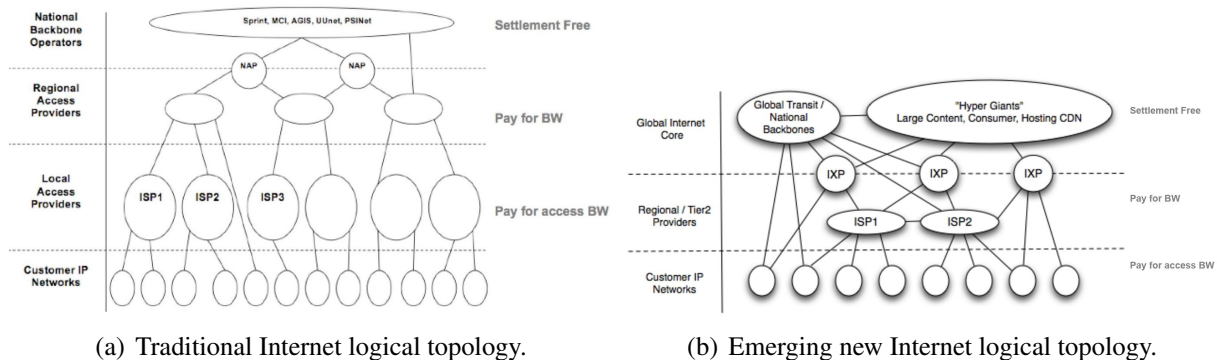 National
Backbone
Operators
Sprint, MCI, AGIS, UUnet, PSINet
Settlement Free
NAP
NAP
Regional
Access
Providers
Pay for BW
Local
Access
Providers
ISP1
ISP2
ISP3
Pay for access BW
Customer IP
Networks
(a) Traditional Internet logical topology.
Global Internet
Core
Global Transit /
National
Backbones
"Hyper Giants"
Large Content, Consumer, Hosting CDN
Settlement Free
IXP
IXP
IXP
Pay for BW
Regional / Tier2
Providers
ISP1
ISP2
Pay for access BW
Customer IP
Networks
(b) Emerging new Internet logical topology.